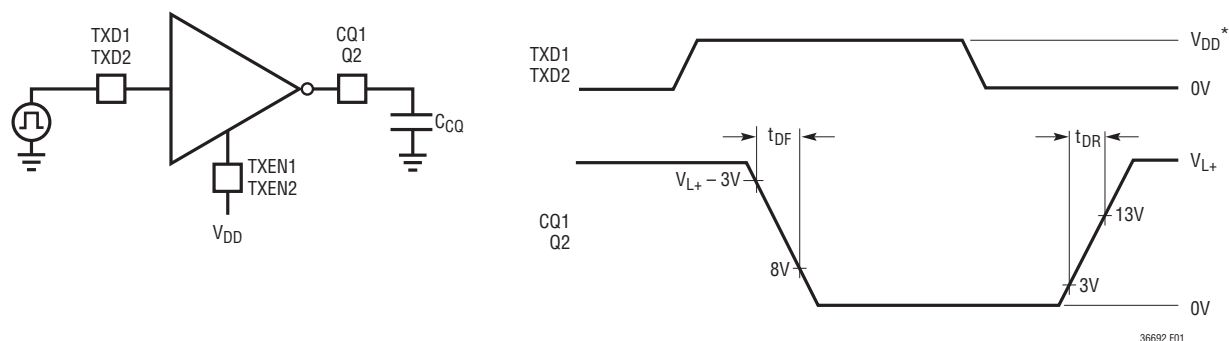 TXD1
TXD2
CQ1
Q2
C_CQ
TXEN1
TXEN2
V_DD
TXD1
TXD2
V_DD*
0V
t_DF
t_DR
V_L+ – 3V
V_L+
13V
CQ1
Q2
8V
3V
0V
36692 F01